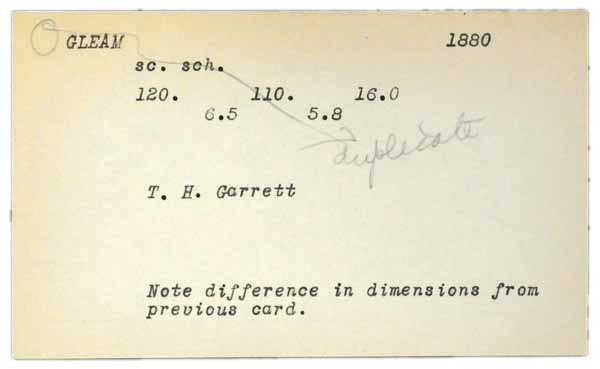 GLEAM 1880
sc. sch.
120. 110. 16.0
6.5 5.8
Duplicate
T. H. Garrett
Note difference in dimensions from
previous card.